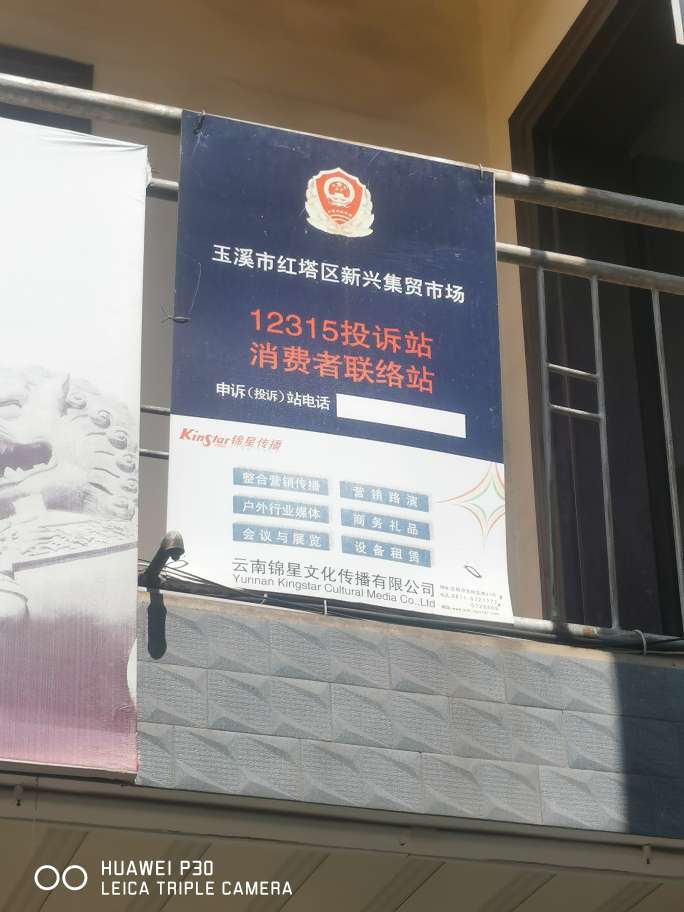 玉溪市红塔区新兴集贸市场
12315投诉站
消费者联络站
申诉(投诉)站电话
KinStar锦星传播
整合营销传播 营销路演
户外行业媒体 商务礼品
会议与展览 设备租赁
云南锦星文化传播有限公司
Yunnan Kingstar Cultural Media Co.,Ltd
HUAWEI P30
LEICA TRIPLE CAMERA